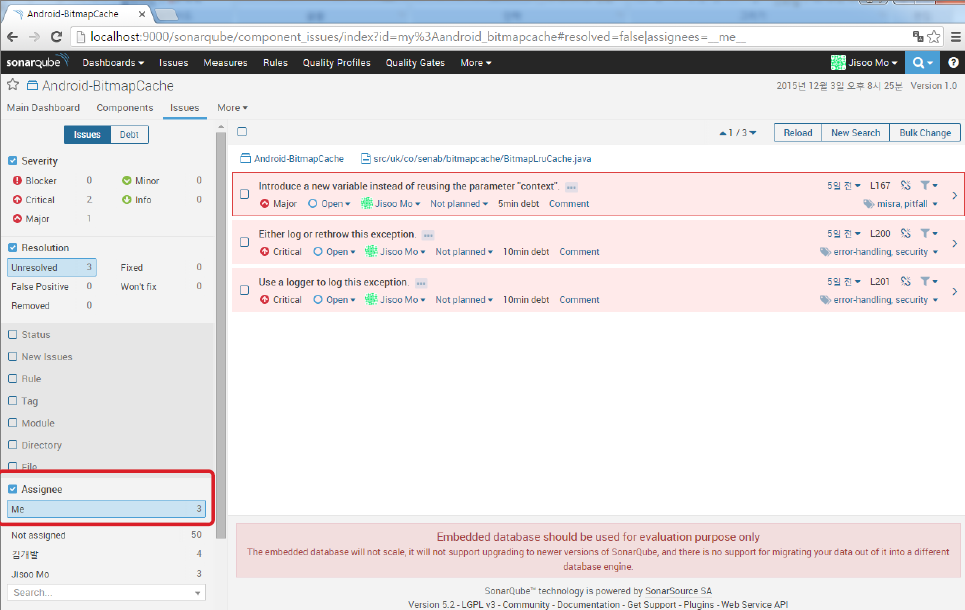 Android-BitmapCache
localhost:9000/sonarqube/component_issues/index?id=my%3Aandroid_bitmapcache#resolved=false|assignees=__me__
sonarqube Dashboards Issues Measures Rules Quality Profiles Quality Gates More Jisoo Mo ?
Android-BitmapCache 2015년 12월 3일 오후 8시 25분 Version 1.0
Main Dashboard Components Issues More
Issues Debt
1 / 3 Reload New Search Bulk Change
Severity
Blocker 0 Minor 0
Critical 2 Info 0
Major 1
Resolution
Unresolved 3 Fixed 0
False Positive 0 Won't fix 0
Removed 0
Status
New Issues
Rule
Tag
Module
Directory
File
Assignee
Me 3
Not assigned 50
김개발 4
Jisoo Mo 3
Search...
Android-BitmapCache src/uk/co/senab/bitmapcache/BitmapLruCache.java
Introduce a new variable instead of reusing the parameter "context". 5일 전 L167
Major Open Jisoo Mo Not planned 5min debt Comment misra, pitfall
Either log or rethrow this exception. 5일 전 L200
Critical Open Jisoo Mo Not planned 10min debt Comment error-handling, security
Use a logger to log this exception. 5일 전 L201
Critical Open Jisoo Mo Not planned 10min debt Comment error-handling, security
Embedded database should be used for evaluation purpose only
The embedded database will not scale, it will not support upgrading to newer versions of SonarQube, and there is no support for migrating your data out of it into a different
database engine.
SonarQube™ technology is powered by SonarSource SA
Version 5.2 - LGPL v3 - Community - Documentation - Get Support - Plugins - Web Service API